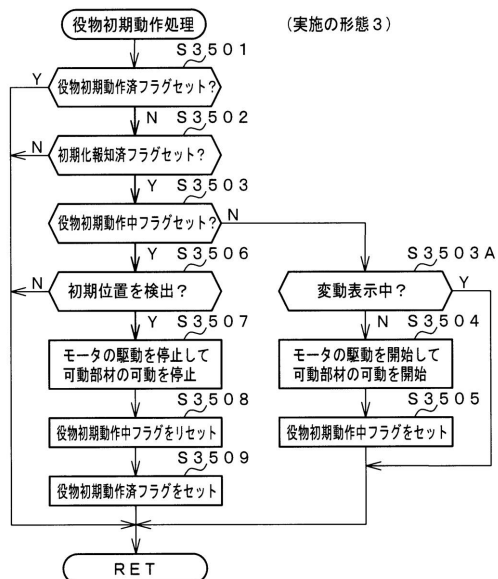 役物初期動作処理
(実施の形態3)
S3501
役物初期動作済フラグセット?
Y
N
S3502
初期化報知済フラグセット?
N
Y
S3503
役物初期動作中フラグセット?
N
Y
S3506
初期位置を検出?
N
Y
S3503A
変動表示中?
Y
N
S3507
モータの駆動を停止して
可動部材の可動を停止
S3504
モータの駆動を開始して
可動部材の可動を開始
S3508
役物初期動作中フラグをリセット
S3505
役物初期動作中フラグをセット
S3509
役物初期動作済フラグをセット
RET